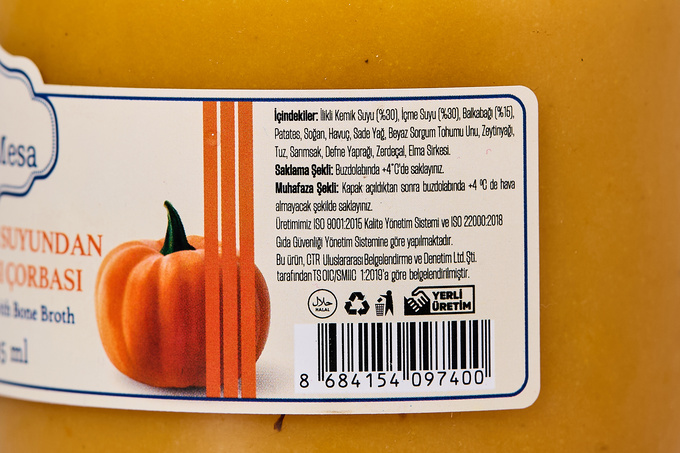 Mesa
SUYUNDAN
ÇORBASI
with Bone Broth
5 ml
İçindekiler: İlikli Kemik Suyu (%30), İçme Suyu (%30), Balkabağı (%15),
Patates, Soğan, Havuç, Sade Yağ, Beyaz Sorgum Tohumu Unu, Zeytinyağı,
Tuz, Sarımsak, Defne Yaprağı, Zerdeçal, Elma Sirkesi.
Saklama Şekli: Buzdolabında +4°C'de saklayınız.
Muhafaza Şekli: Kapak açıldıktan sonra buzdolabında +4 ºC de hava
almayacak şekilde saklayınız.
Üretimimiz ISO 9001:2015 Kalite Yönetim Sistemi ve ISO 22000:2018
Gıda Güvenliği Yönetim Sistemine göre yapılmaktadır.
Bu ürün, CTR Uluslararası Belgelendirme ve Denetim Ltd.Şti.
tarafından TS OIC/SMIIC 1:2019'a göre belgelendirilmiştir.
حلال
HALAL
YERLİ
ÜRETİM
8 684154 097400